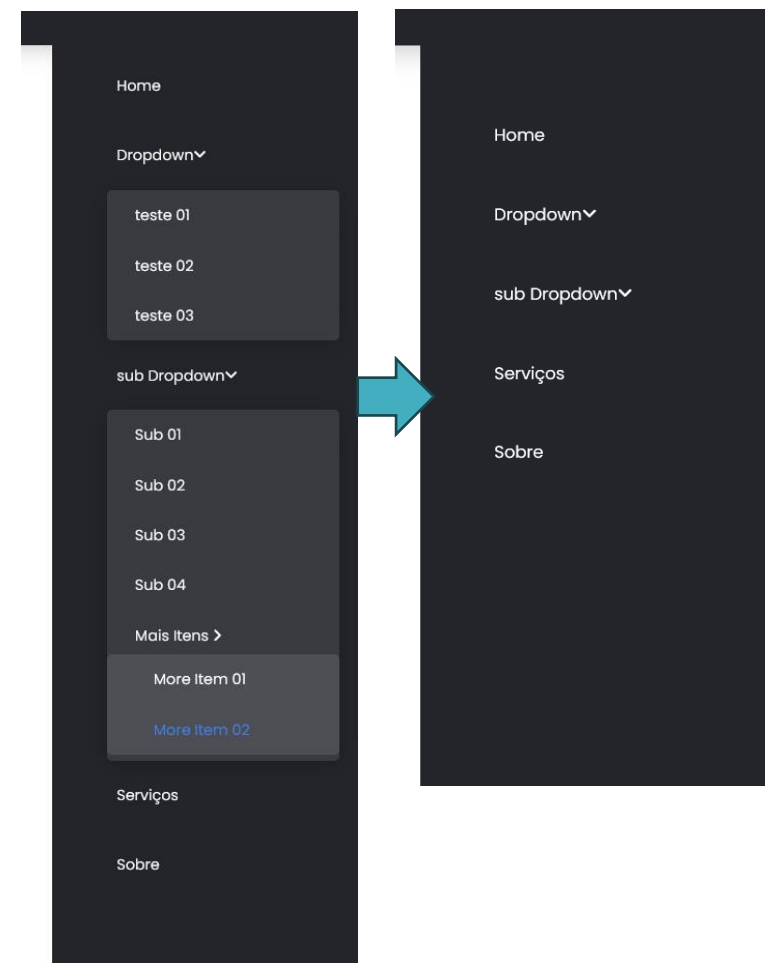 Home
Dropdown
teste 01
teste 02
teste 03
sub Dropdown
Sub 01
Sub 02
Sub 03
Sub 04
Mais Itens
More Item 01
More Item 02
Serviços
Sobre
Home
Dropdown
sub Dropdown
Serviços
Sobre